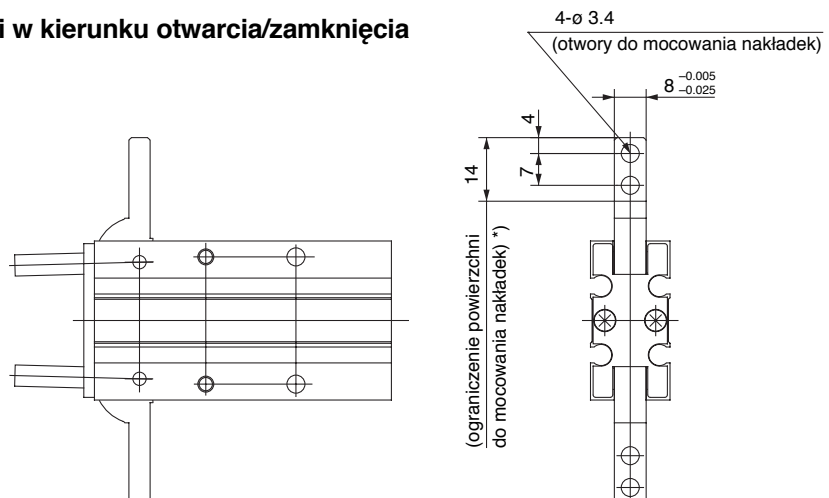 i w kierunku otwarcia/zamknięcia
4-ø 3.4
(otwory do mocowania nakładek)
8 –0.005
–0.025
4
14
7
(ograniczenie powierzchni
do mocowania nakładek) *)